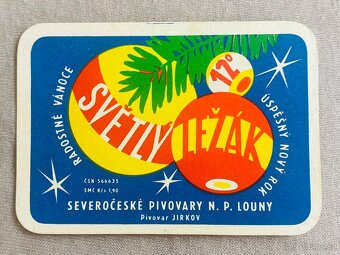 RADOSTNÉ VÁNOCE
SVĚTLÝ
LEŽÁK
12°
ÚSPĚŠNÝ NOVÝ ROK
ČSN 566635
SMC Kčs 1,90
SEVEROČESKÉ PIVOVARY N. P. LOUNY
Pivovar JIRKOV